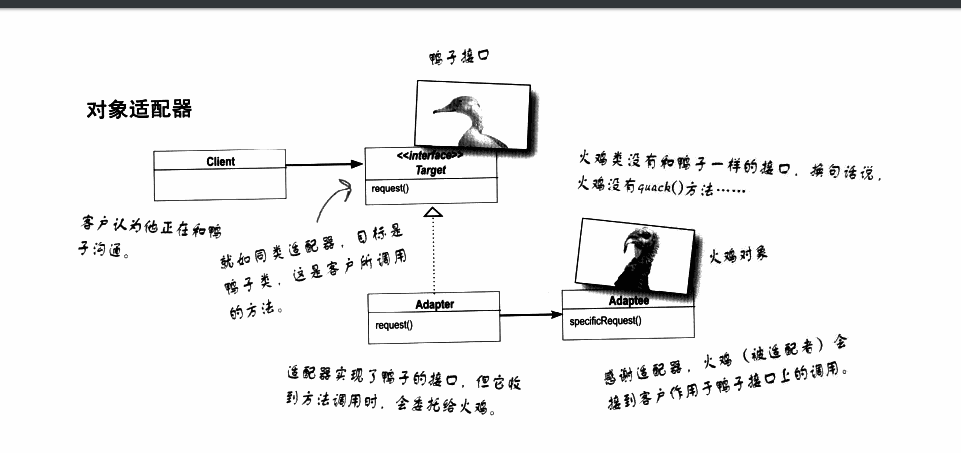 鸭子接口
对象适配器
Client
<<interface>>
Target
request()
火鸡类没有和鸭子一样的接口，换句话说，
火鸡没有quack()方法……
客户认为他正在和鸭
子沟通。
就如同类适配器，目标是
鸭子类，这是客户所调用
的方法。
火鸡对象
Adapter
request()
Adaptee
specificRequest()
适配器实现了鸭子的接口，但它收
到方法调用时，会委托给火鸡。
感谢适配器，火鸡（被适配者）会
接到客户作用于鸭子接口上的调用。